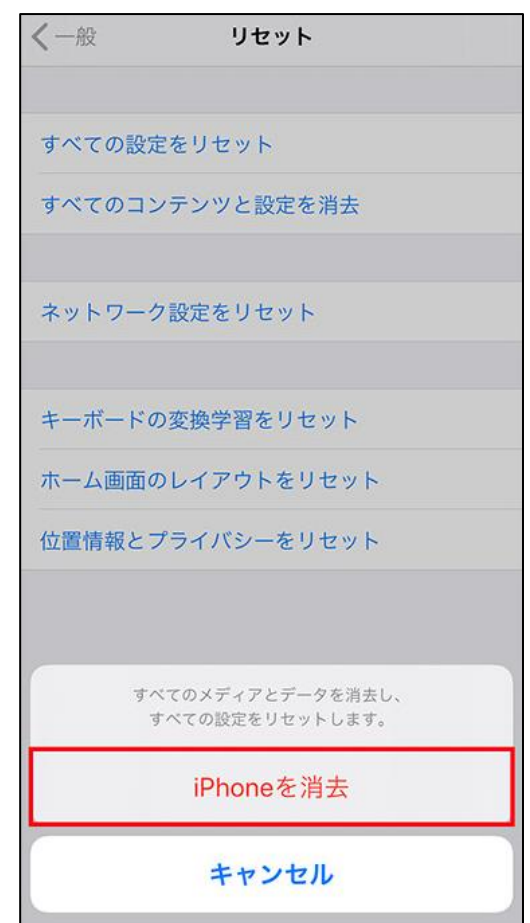 一般
リセット
すべての設定をリセット
すべてのコンテンツと設定を消去
ネットワーク設定をリセット
キーボードの変換学習をリセット
ホーム画面のレイアウトをリセット
位置情報とプライバシーをリセット
すべてのメディアとデータを消去し、
すべての設定をリセットします。
iPhoneを消去
キャンセル